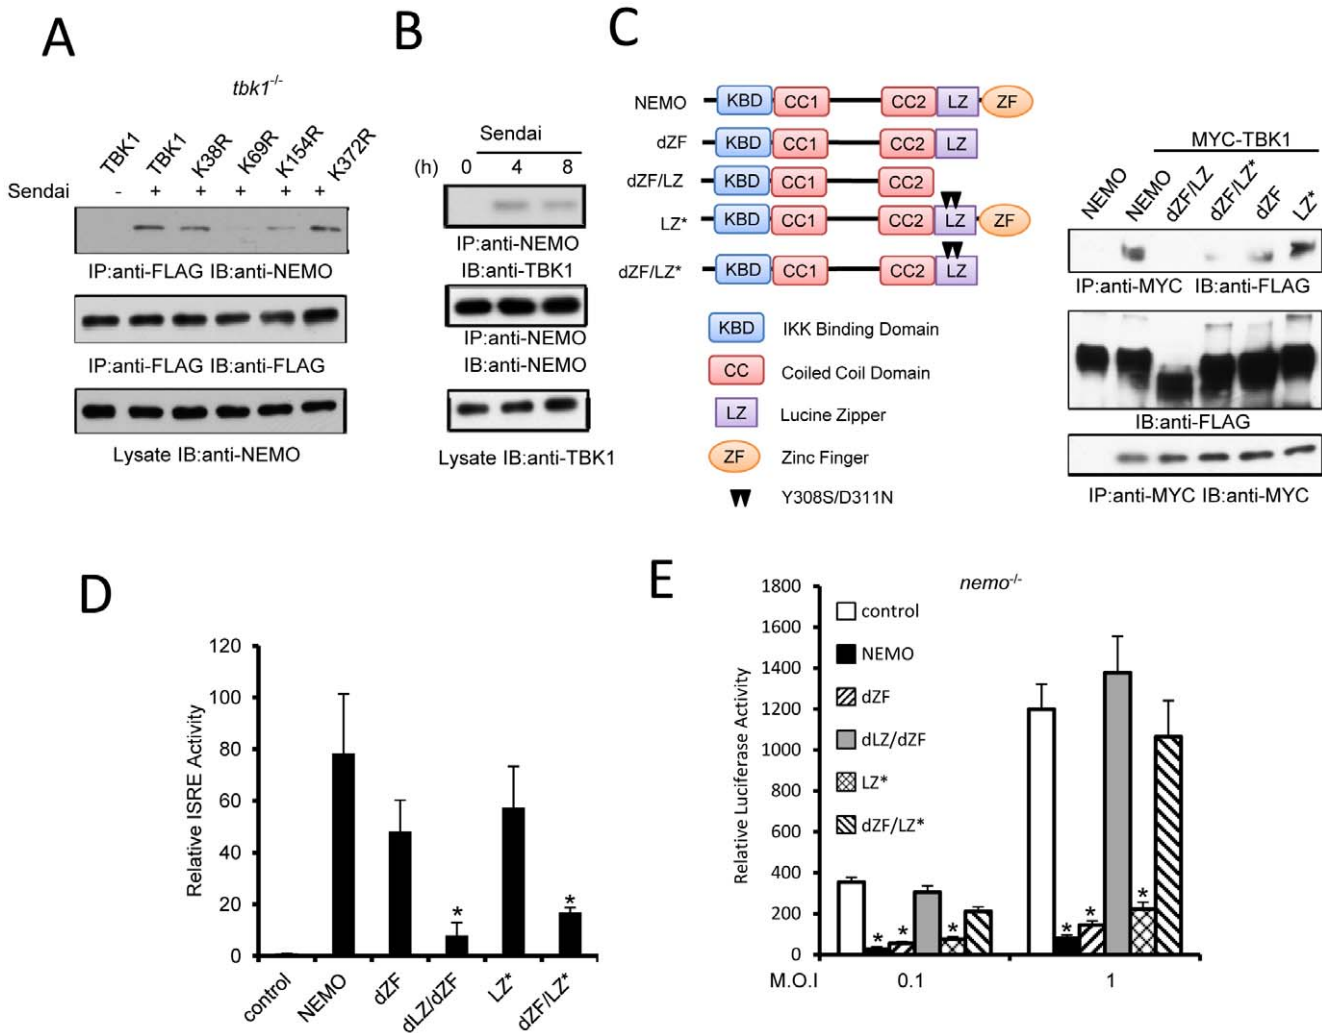 A
tbk1-/-
TBK1
TBK1
K38R
K69R
K154R
K372R
Sendai - + + + + +
IP:anti-FLAG IB:anti-NEMO
IP:anti-FLAG IB:anti-FLAG
Lysate IB:anti-NEMO
B
Sendai
(h) 0 4 8
IP:anti-NEMO
IB:anti-TBK1
IP:anti-NEMO
IB:anti-NEMO
Lysate IB:anti-TBK1
C
NEMO KBD CC1 CC2 LZ ZF
dZF KBD CC1 CC2 LZ
dZF/LZ KBD CC1 CC2
LZ* KBD CC1 CC2 LZ ZF
dZF/LZ* KBD CC1 CC2 LZ
KBD IKK Binding Domain
CC Coiled Coil Domain
LZ Lucine Zipper
ZF Zinc Finger
Y308S/D311N
MYC-TBK1
NEMO
NEMO
dZF/LZ
dZF/LZ*
dZF
LZ*
IP:anti-MYC IB:anti-FLAG
IB:anti-FLAG
IP:anti-MYC IB:anti-MYC
D
Relative ISRE Activity
120
100
80
60
40
20
0
* *
control
NEMO
dZF
dLZ/dZF
LZ*
dZF/LZ*
E
nemo-/-
Relative Luciferase Activity
1800
1600
1400
1200
1000
800
600
400
200
0
control
NEMO
dZF
dLZ/dZF
LZ*
dZF/LZ*
* * * * * *
M.O.I 0.1 1